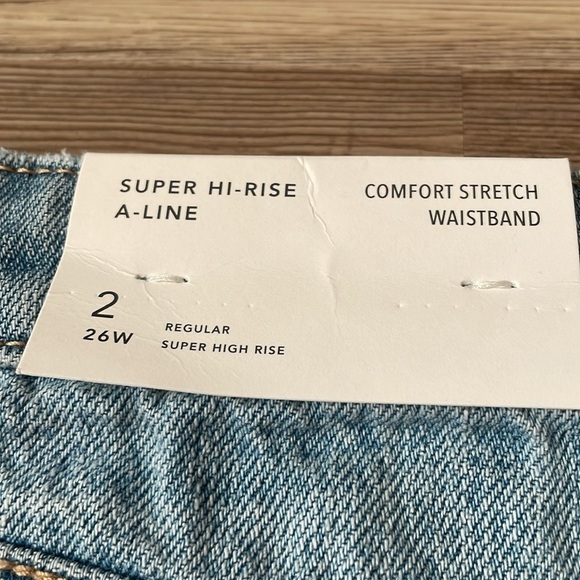 SUPER HI-RISE
A-LINE
COMFORT STRETCH
WAISTBAND
2
26W
REGULAR
SUPER HIGH RISE